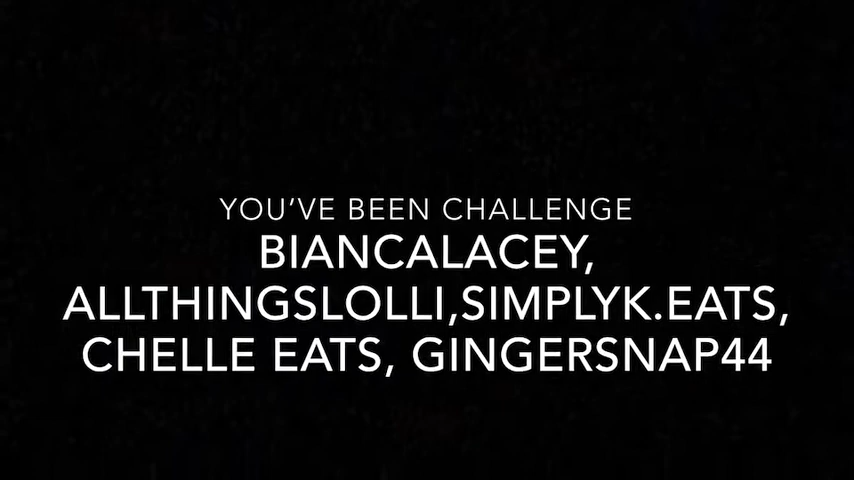 YOU’VE BEEN CHALLENGE
BIANCALACEY,
ALLTHINGSLOLLI,SIMPLYK.EATS,
CHELLE EATS, GINGERSNAP44